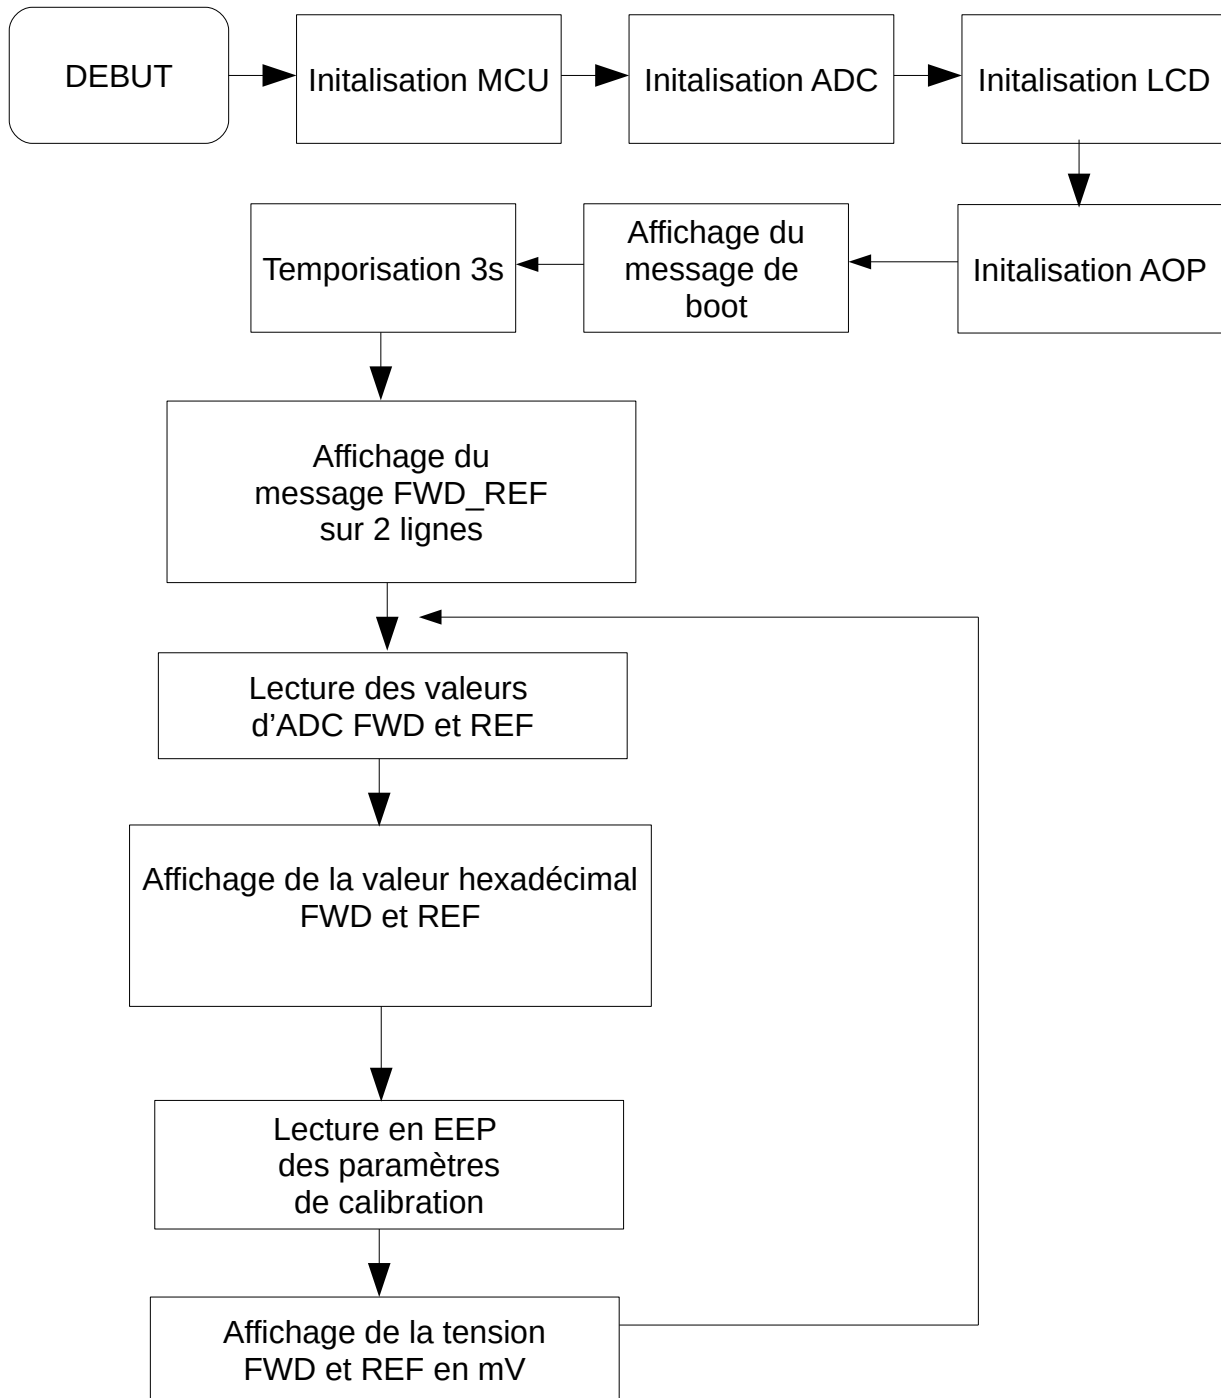 DEBUT
Initalisation MCU
Initalisation ADC
Initalisation LCD
Initalisation AOP
Affichage du
message de
boot
Temporisation 3s
Affichage du
message FWD_REF
sur 2 lignes
Lecture des valeurs
d’ADC FWD et REF
Affichage de la valeur hexadécimal
FWD et REF
Lecture en EEP
des paramètres
de calibration
Affichage de la tension
FWD et REF en mV